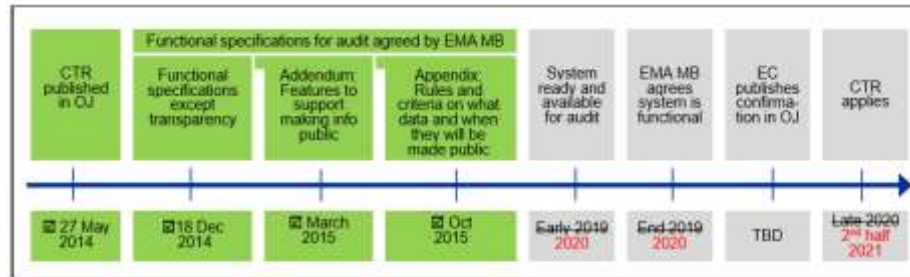 Functional specifications for audit agreed by EMA MB
CTR
published
in OJ
Functional
specifications
except
transparency
Addendum:
Features to
support
making info
public
Appendix:
Rules and
criteria on what
data and when
they will be
made public
System
ready and
available
for audit
EMA MB
agrees
system is
functional
EC
publishes
confirma-
tion in OJ
CTR
applies
☑ 27 May
2014
☑18 Dec
2014
☑ March
2015
☑ Oct
2015
Early 2019
2020
End 2019
2020
TBD
Late 2020
2nd half
2021